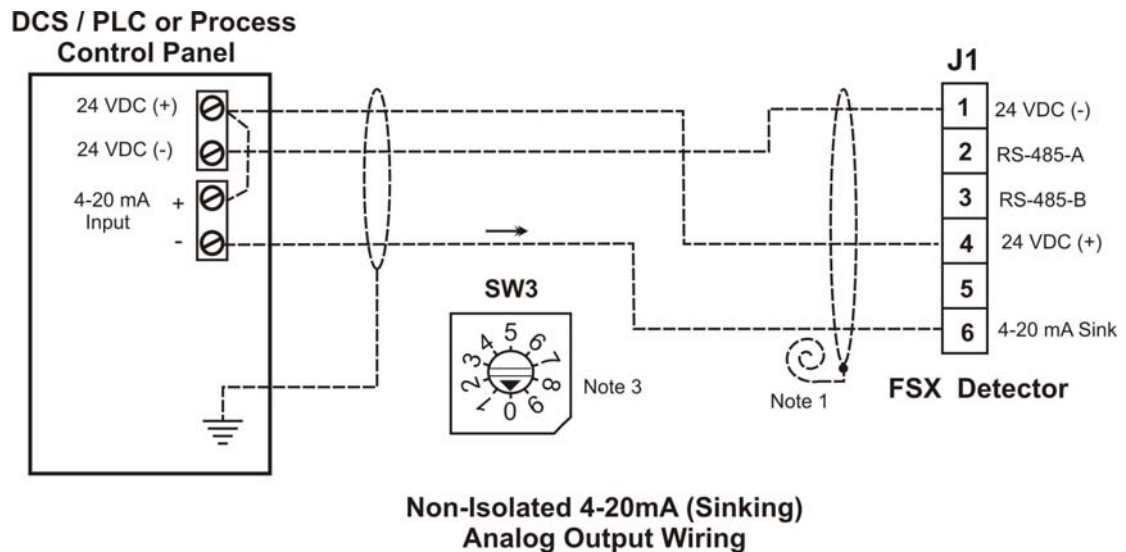 DCS / PLC or Process
Control Panel
24 VDC (+)
24 VDC (-)
4-20 mA +
Input
-
J1
1 24 VDC (-)
2 RS-485-A
3 RS-485-B
4 24 VDC (+)
5
6 4-20 mA Sink
FSX Detector
SW3
0 1 2 3 4 5 6 7 8 9
Note 3
Note 1
Non-Isolated 4-20mA (Sinking)
Analog Output Wiring